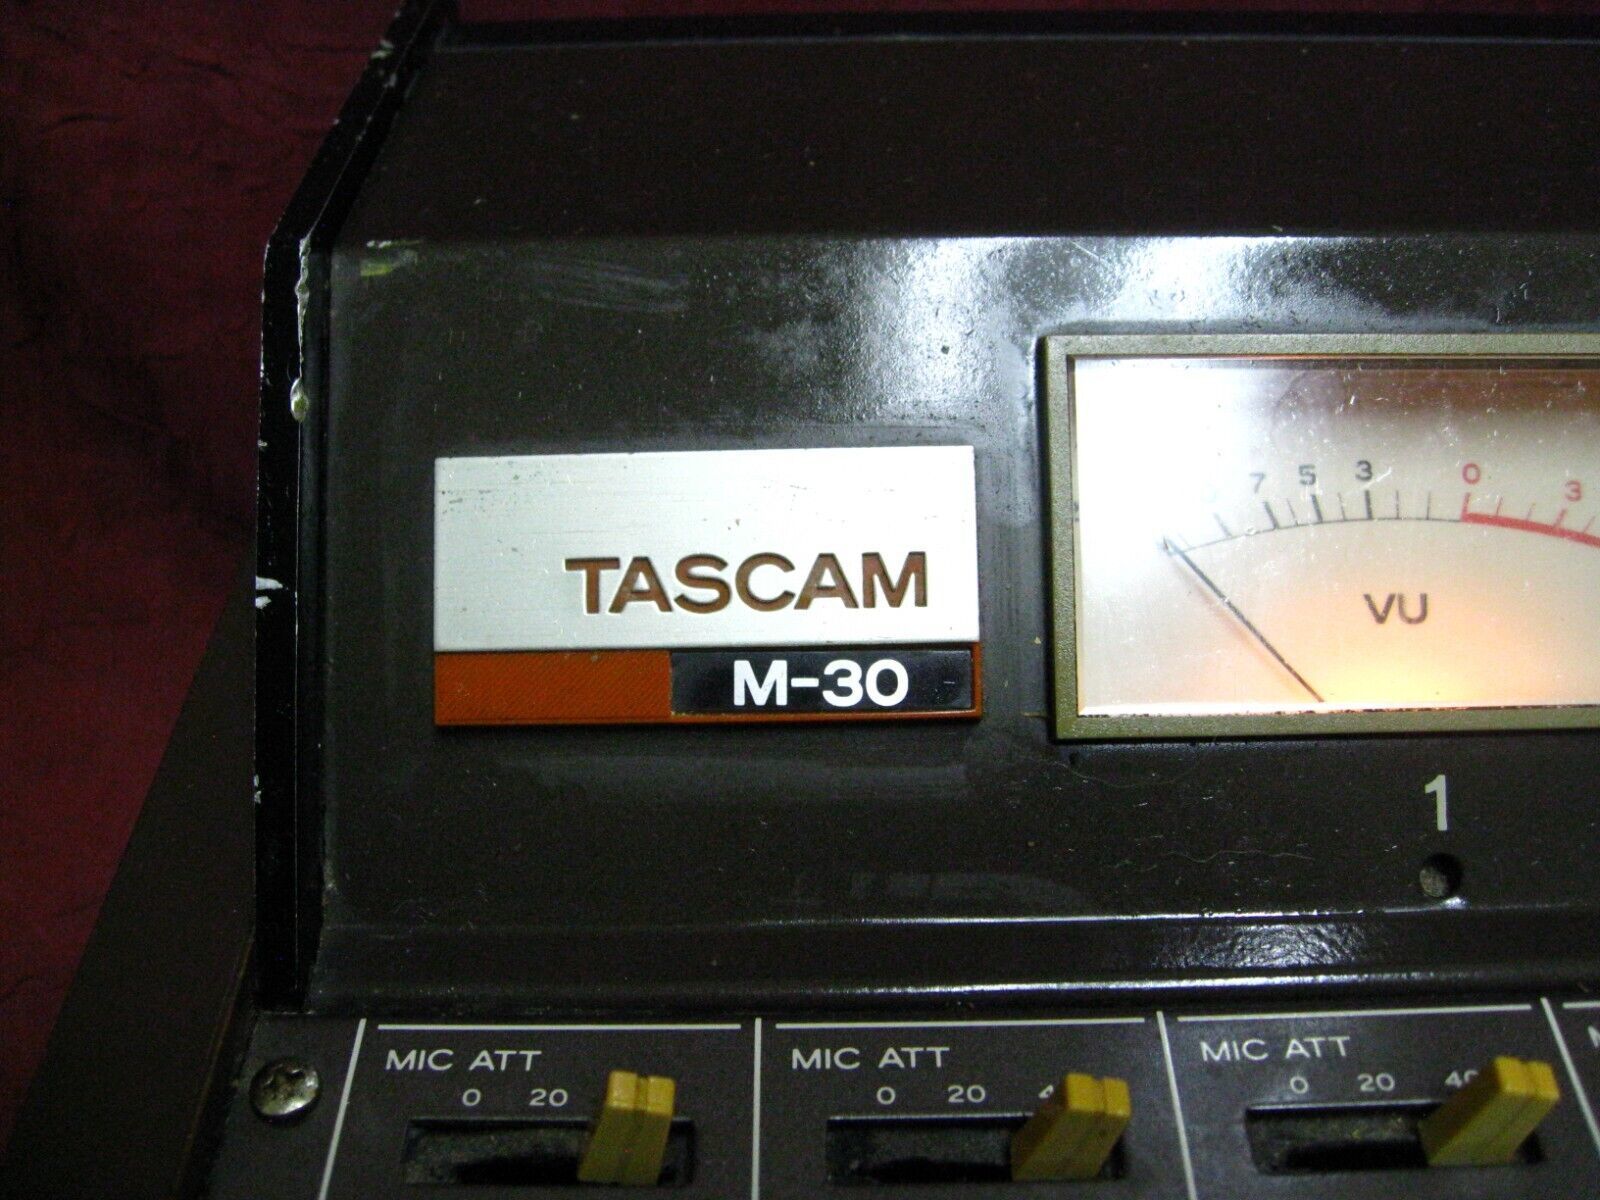 TASCAM
M-30
7 5 3 0 3
VU
1
MIC ATT
0 20
MIC ATT
0 20
MIC ATT
0 20 40